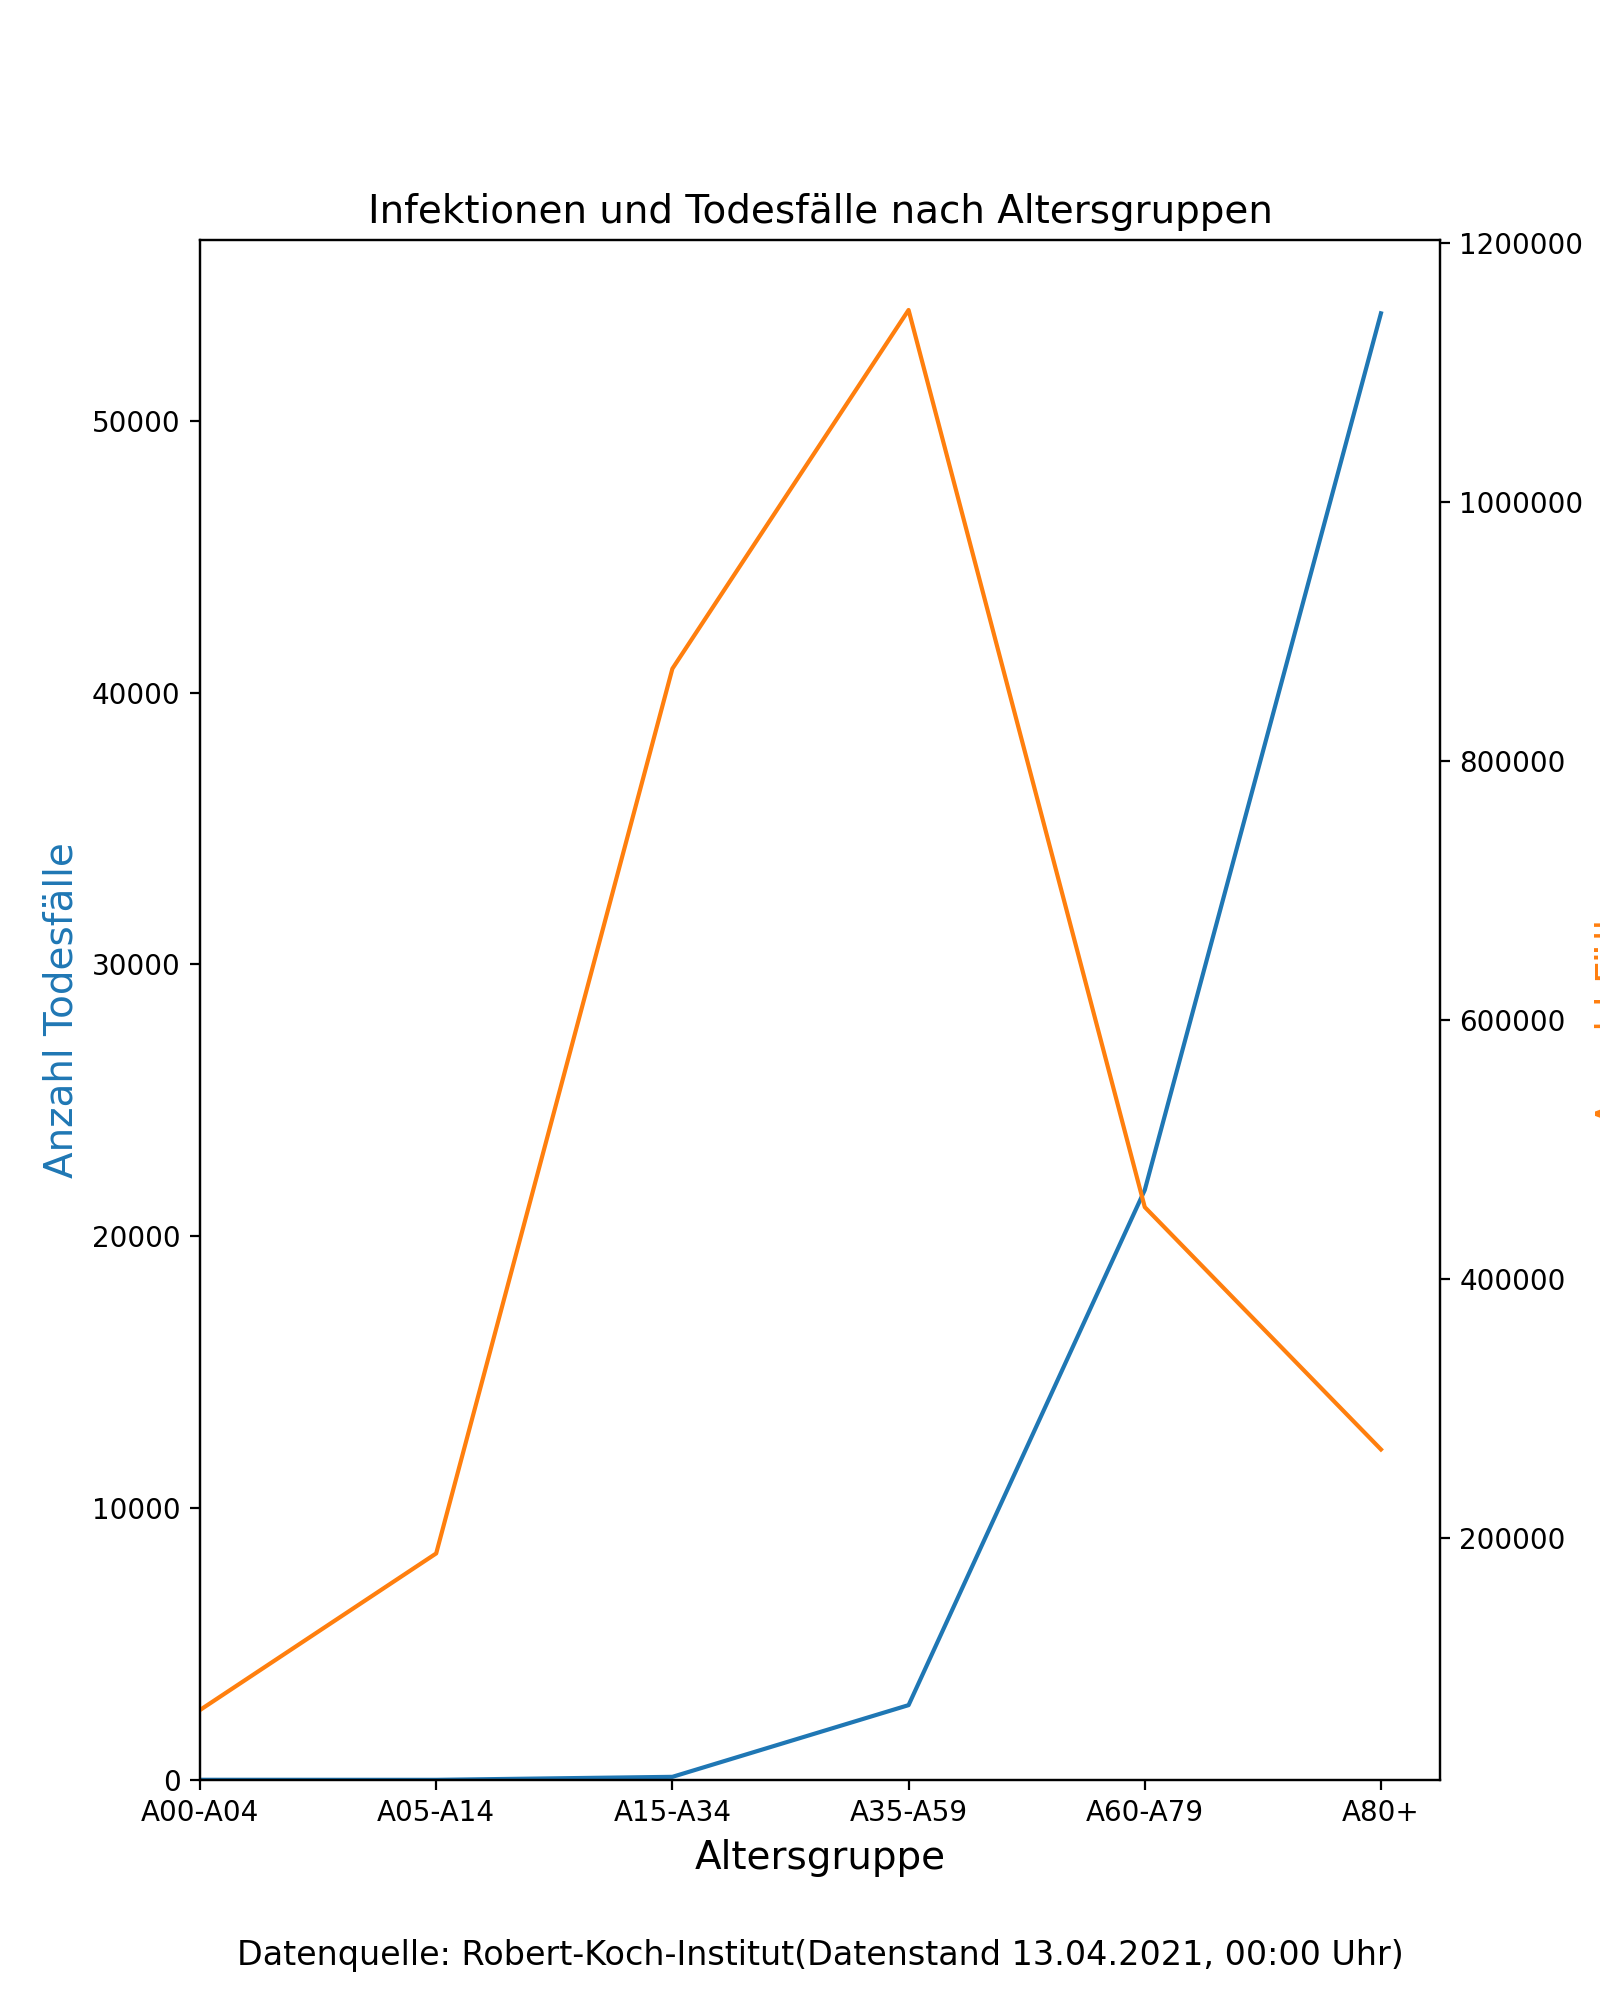 Infektionen und Todesfälle nach Altersgruppen
1200000
1000000
800000
600000
400000
200000
50000
40000
30000
20000
10000
0
Anzahl Todesfälle
A00-A04 A05-A14 A15-A34 A35-A59 A60-A79 A80+
Altersgruppe
Datenquelle: Robert-Koch-Institut(Datenstand 13.04.2021, 00:00 Uhr)